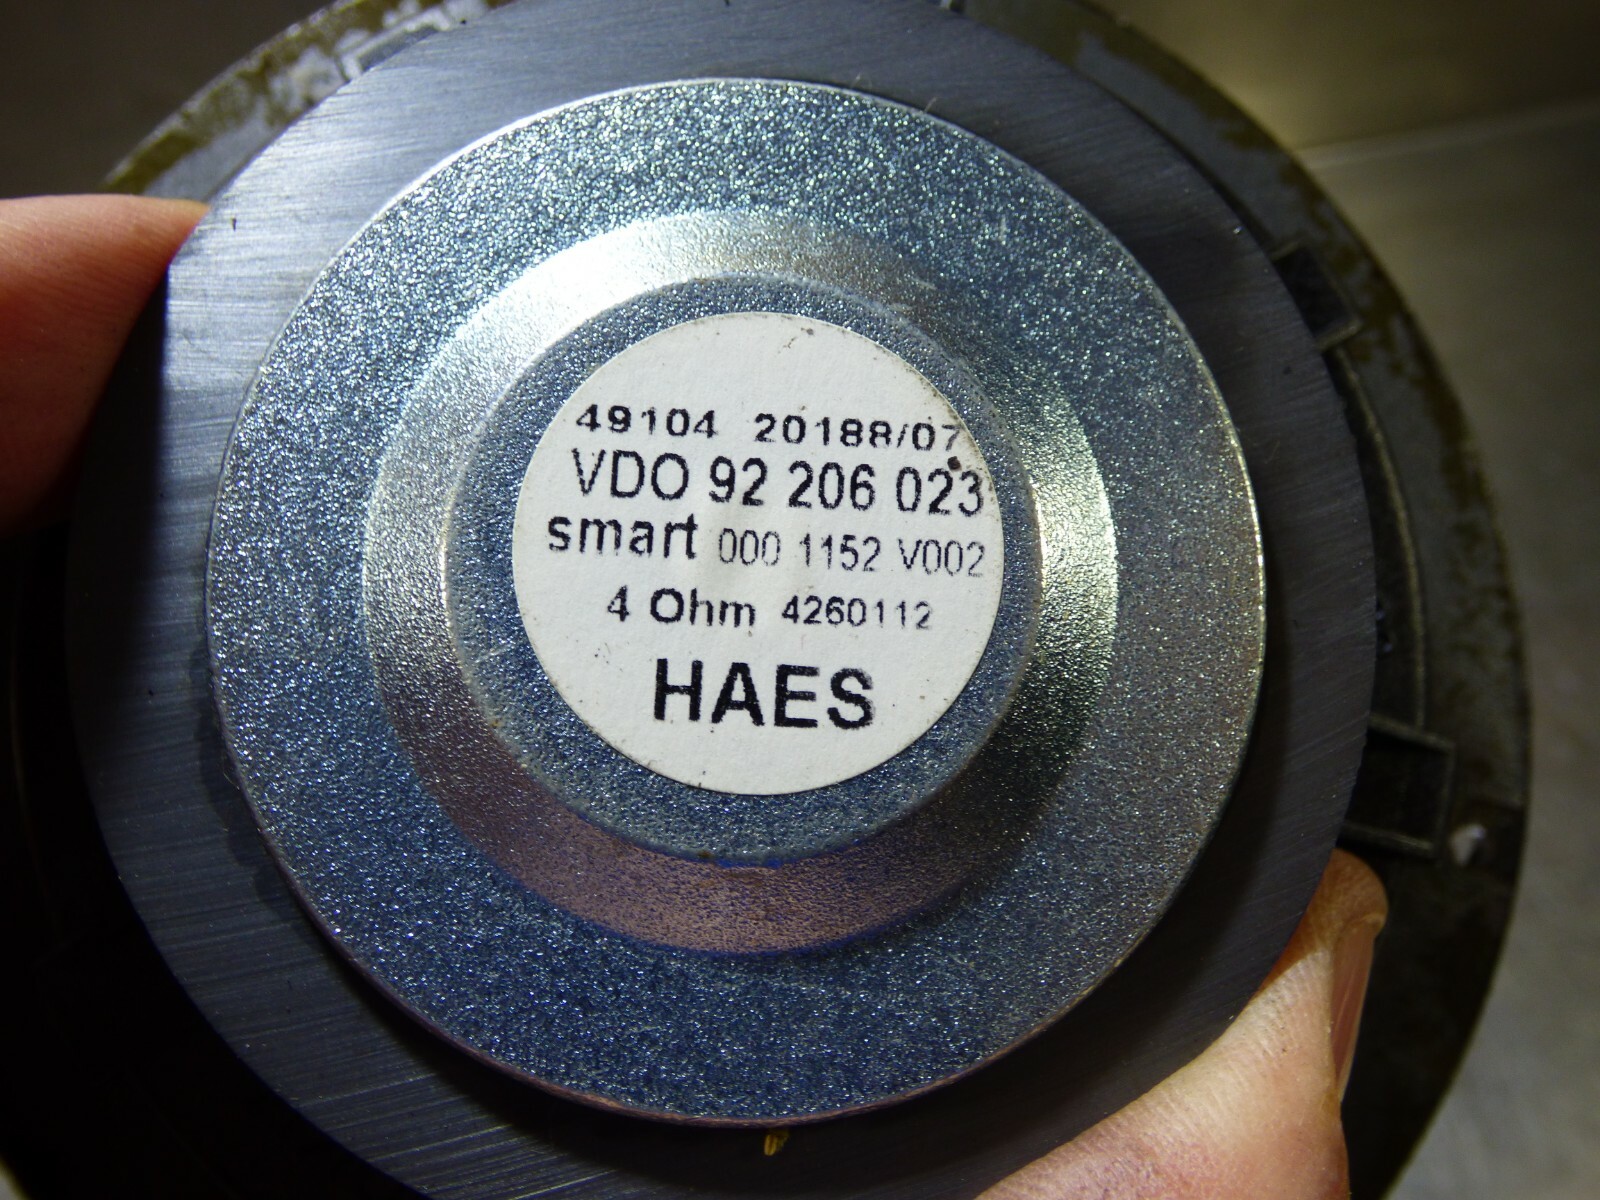 49104 20188/07
VDO 92 206 023
smart 000 1152 V002
4 Ohm 4260112
HAES